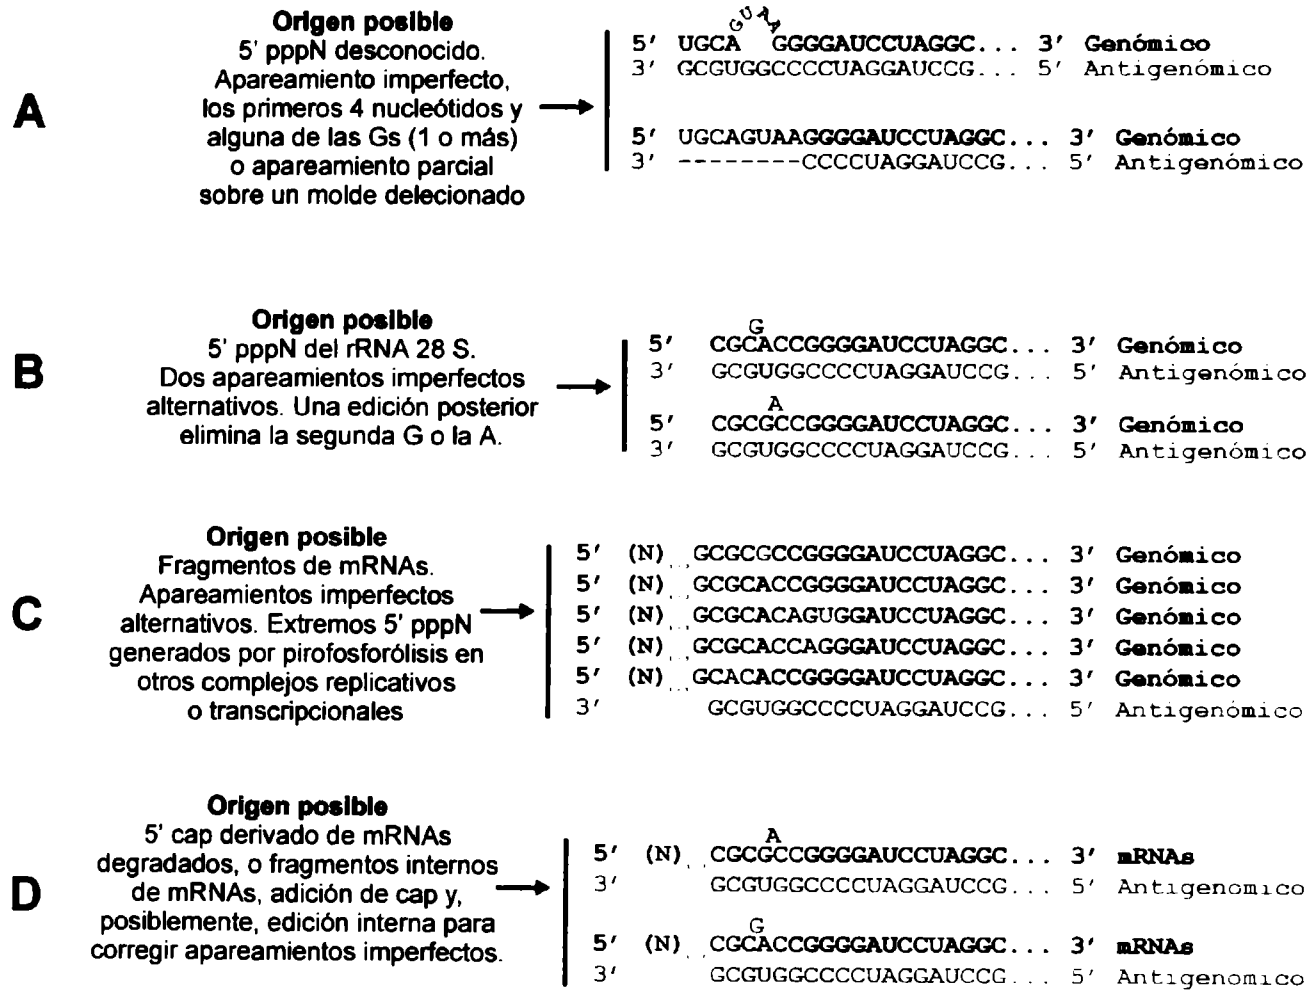 A
Origen posible
5' pppN desconocido.
Apareamiento imperfecto,
los primeros 4 nucleótidos y
alguna de las Gs (1 o más)
o apareamiento parcial
sobre un molde delecionado
GUAA
5' UGCA GGGGAUCCUAGGC... 3' Genómico
3' GCGUGGCCCCUAGGAUCCG... 5' Antigenómico
5' UGCAGUAAGGGGAUCCUAGGC... 3' Genómico
3' --------CCCCUAGGAUCCG... 5' Antigenómico
B
Origen posible
5' pppN del rRNA 28 S.
Dos apareamientos imperfectos
alternativos. Una edición posterior
elimina la segunda G o la A.
G
5' CGCACCGGGGAUCCUAGGC... 3' Genómico
3' GCGUGGCCCCUAGGAUCCG... 5' Antigenómico
A
5' CGCGCCGGGGAUCCUAGGC... 3' Genómico
3' GCGUGGCCCCUAGGAUCCG... 5' Antigenómico
C
Origen posible
Fragmentos de mRNAs.
Apareamientos imperfectos
alternativos. Extremos 5' pppN
generados por pirofosforólisis en
otros complejos replicativos
o transcripcionales
5' (N)...GCGCGCCGGGGAUCCUAGGC... 3' Genómico
5' (N)...GCGCACCGGGGAUCCUAGGC... 3' Genómico
5' (N)...GCGCACAGUGGAUCCUAGGC... 3' Genómico
5' (N)...GCGCACCAGGGAUCCUAGGC... 3' Genómico
5' (N)...GCACACCGGGGAUCCUAGGC... 3' Genómico
3' GCGUGGCCCCUAGGAUCCG... 5' Antigenómico
D
Origen posible
5' cap derivado de mRNAs
degradados, o fragmentos internos
de mRNAs, adición de cap y,
posiblemente, edición interna para
corregir apareamientos imperfectos.
A
5' (N)...CGCGCCGGGGAUCCUAGGC... 3' mRNAs
3' GCGUGGCCCCUAGGAUCCG... 5' Antigenomico
G
5' (N)...CGCACCGGGGAUCCUAGGC... 3' mRNAs
3' GCGUGGCCCCUAGGAUCCG... 5' Antigenómico